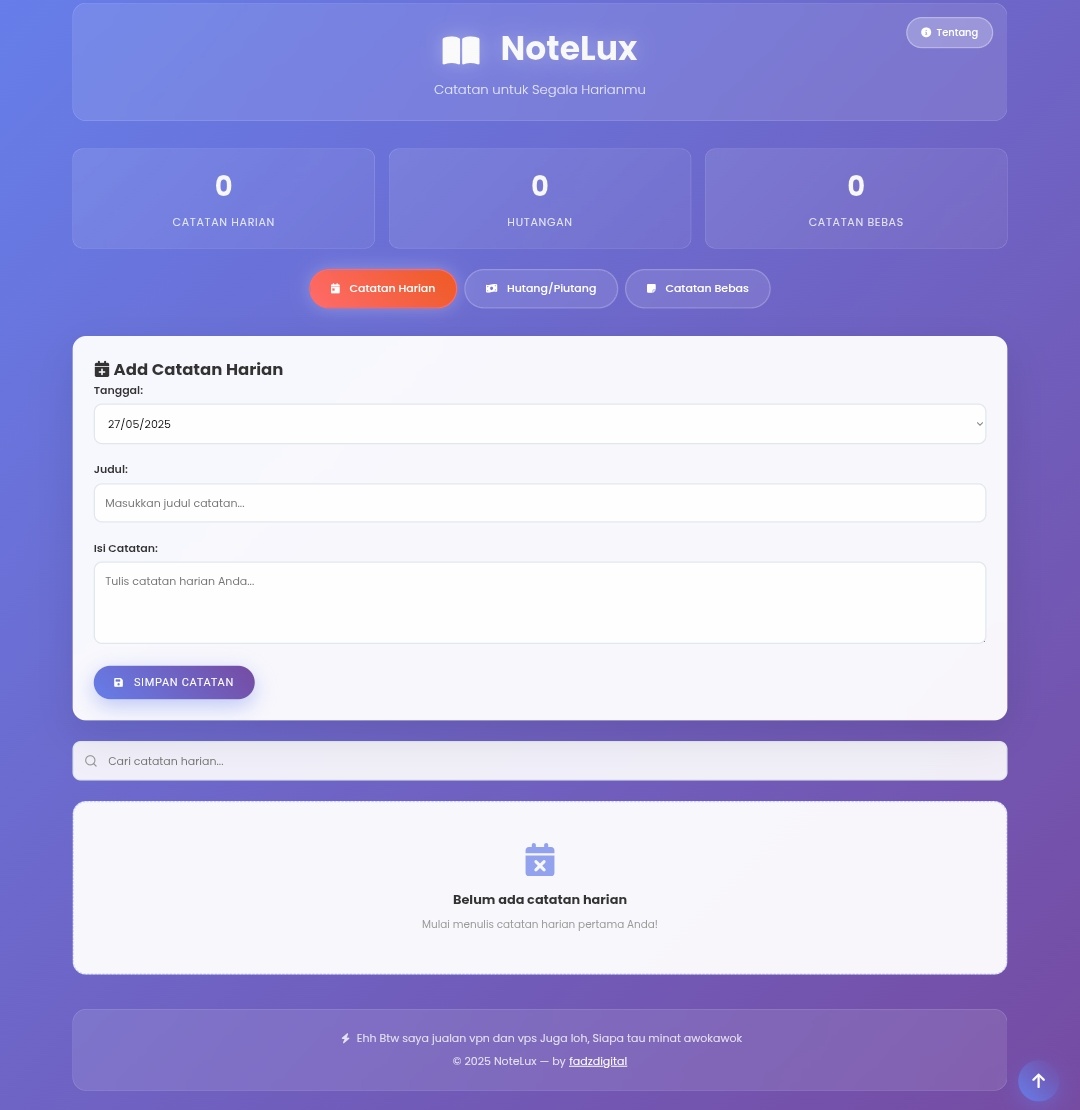 NoteLux
Tentang
Catatan untuk Segala Harianmu
0
CATATAN HARIAN
0
HUTANGAN
0
CATATAN BEBAS
Catatan Harian
Hutang/Piutang
Catatan Bebas
Add Catatan Harian
Tanggal:
27/05/2025
Judul:
Masukkan judul catatan...
Isi Catatan:
Tulis catatan harian Anda...
SIMPAN CATATAN
Cari catatan harian...
Belum ada catatan harian
Mulai menulis catatan harian pertama Anda!
Ehh Btw saya jualan vpn dan vps Juga loh, Siapa tau minat awokawok
© 2025 NoteLux — by fadzdigital